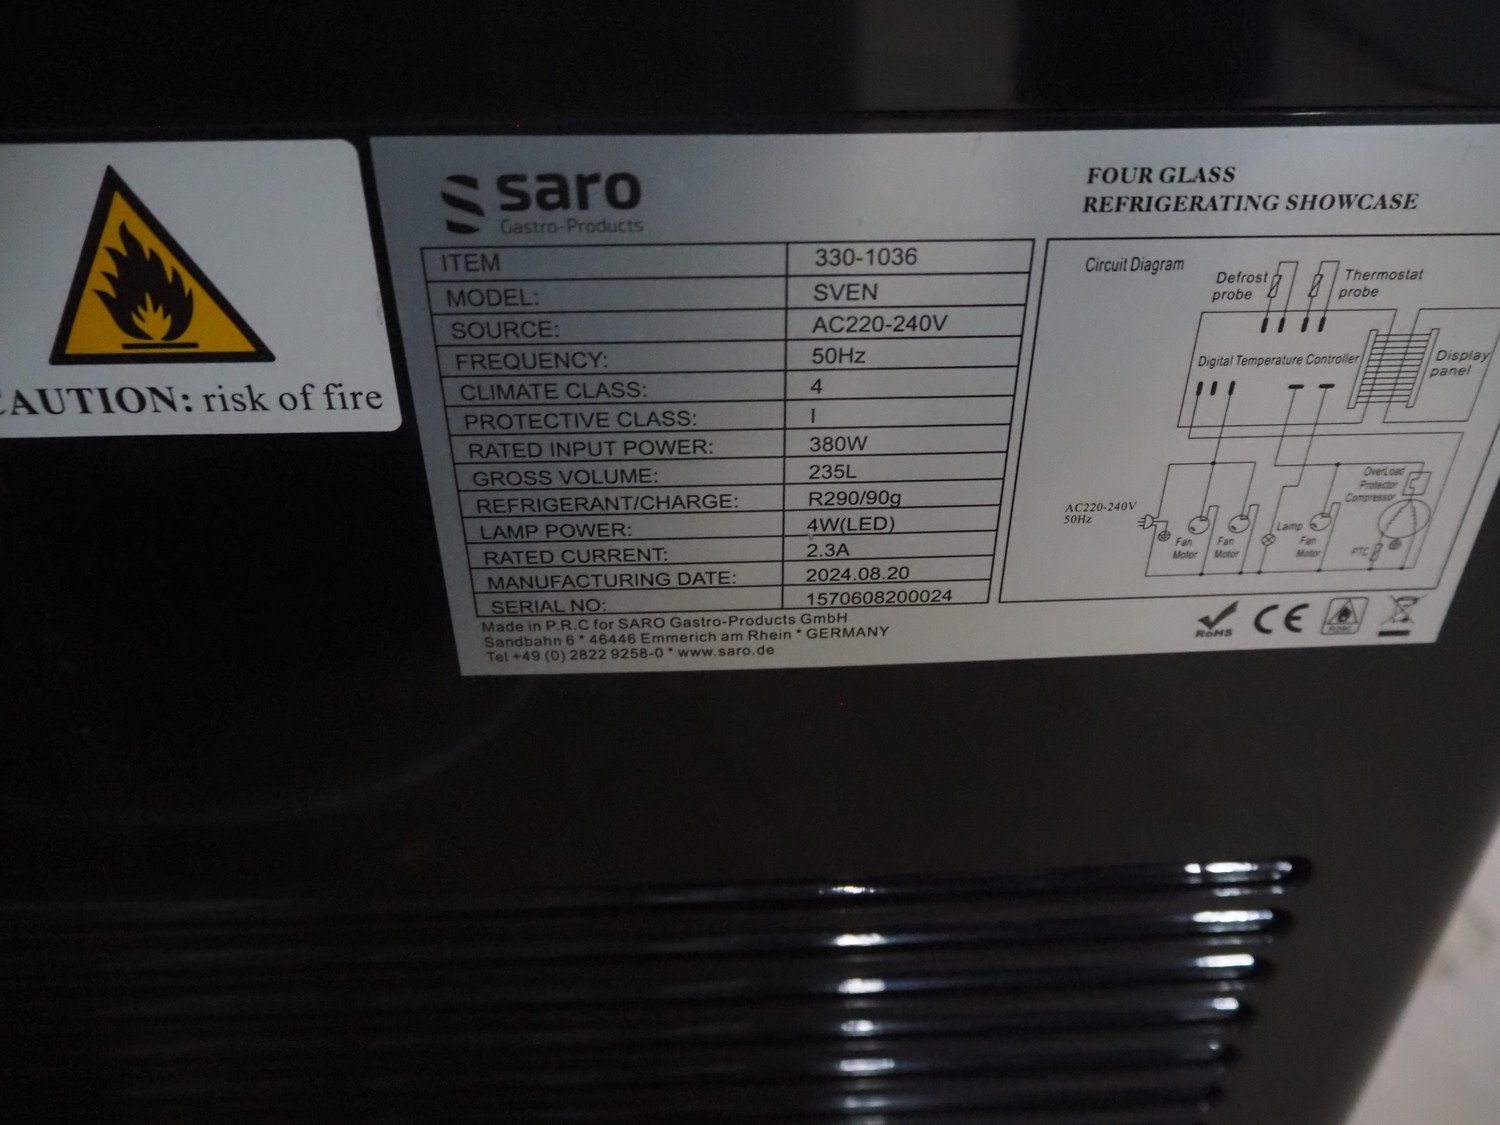 CAUTION: risk of fire
saro
Gastro-Products
FOUR GLASS
REFRIGERATING SHOWCASE
ITEM 330-1036
MODEL: SVEN
SOURCE: AC220-240V
FREQUENCY: 50Hz
CLIMATE CLASS: 4
PROTECTIVE CLASS: I
RATED INPUT POWER: 380W
GROSS VOLUME: 235L
REFRIGERANT/CHARGE: R290/90g
LAMP POWER: 4W(LED)
RATED CURRENT: 2.3A
MANUFACTURING DATE: 2024.08.20
SERIAL NO: 1570608200024
Made in P.R.C for SARO Gastro-Products GmbH
Sandbahn 6 * 46446 Emmerich am Rhein * GERMANY
Tel +49 (0) 2822 9258-0 * www.saro.de
Circuit Diagram
Defrost
probe
Thermostat
probe
Digital Temperature Controller
Display
panel
OverLoad
Protector
Compressor
AC220-240V
50Hz
Fan
Motor
Fan
Motor
Lamp
Fan
Motor
PTC
RoHS
CE